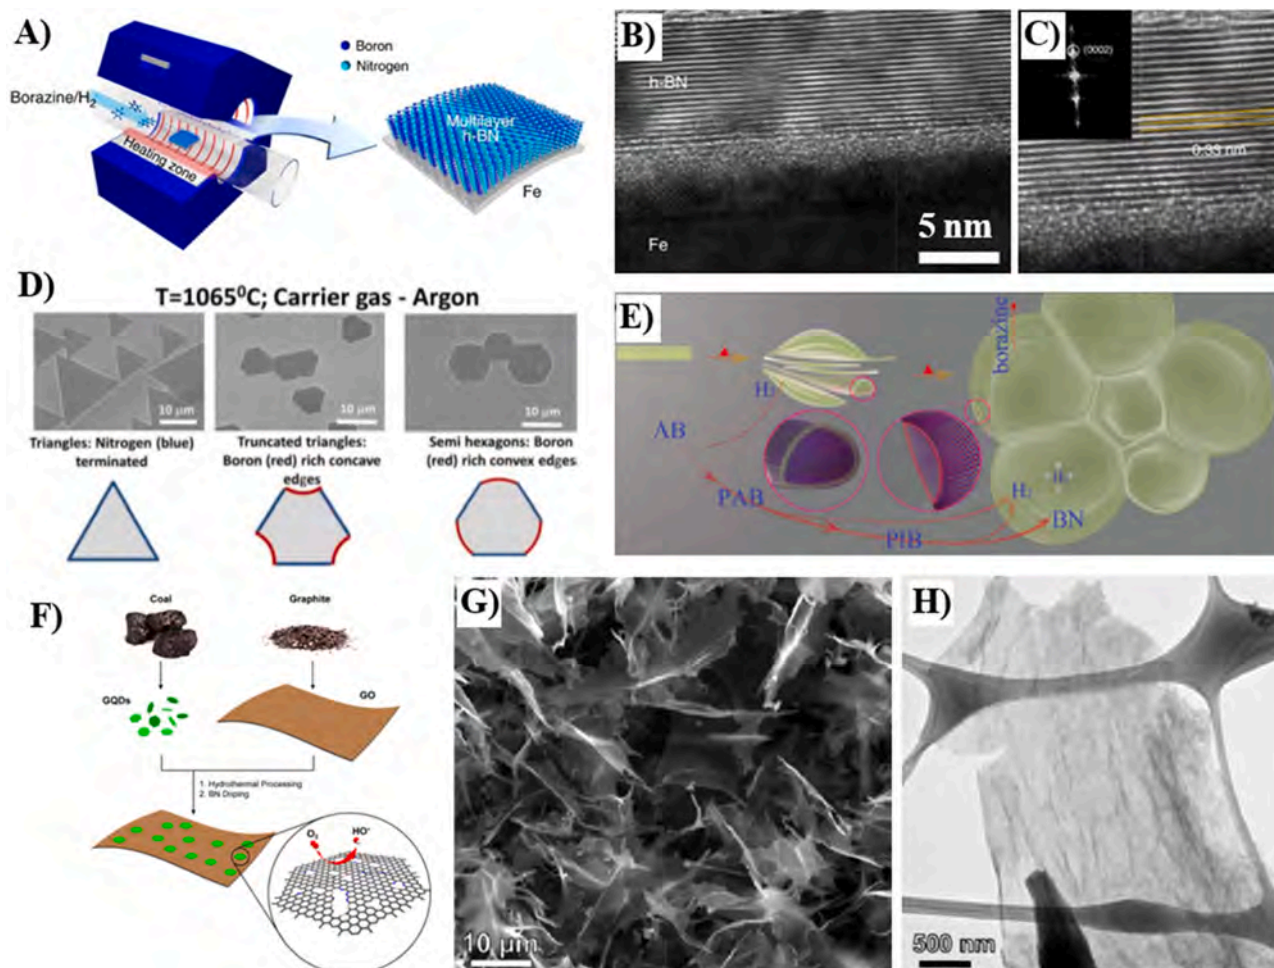 A)
Boron
Nitrogen
Borazine/H2
Heating zone
Multilayer
h-BN
Fe
B)
h-BN
Fe
5 nm
C)
(0002)
0.33 nm
D)
T=1065⁰C; Carrier gas - Argon
10 µm
10 µm
10 µm
Triangles: Nitrogen (blue)
terminated
Truncated triangles:
Boron (red) rich concave
edges
Semi hexagons: Boron
(red) rich convex edges
E)
borazine
H2
AB
PAB
PIB
H2
BN
F)
Coal
Graphite
GQDs
GO
1. Hydrothermal Processing
2. BN Doping
O2
HO-
G)
10 µm
H)
500 nm